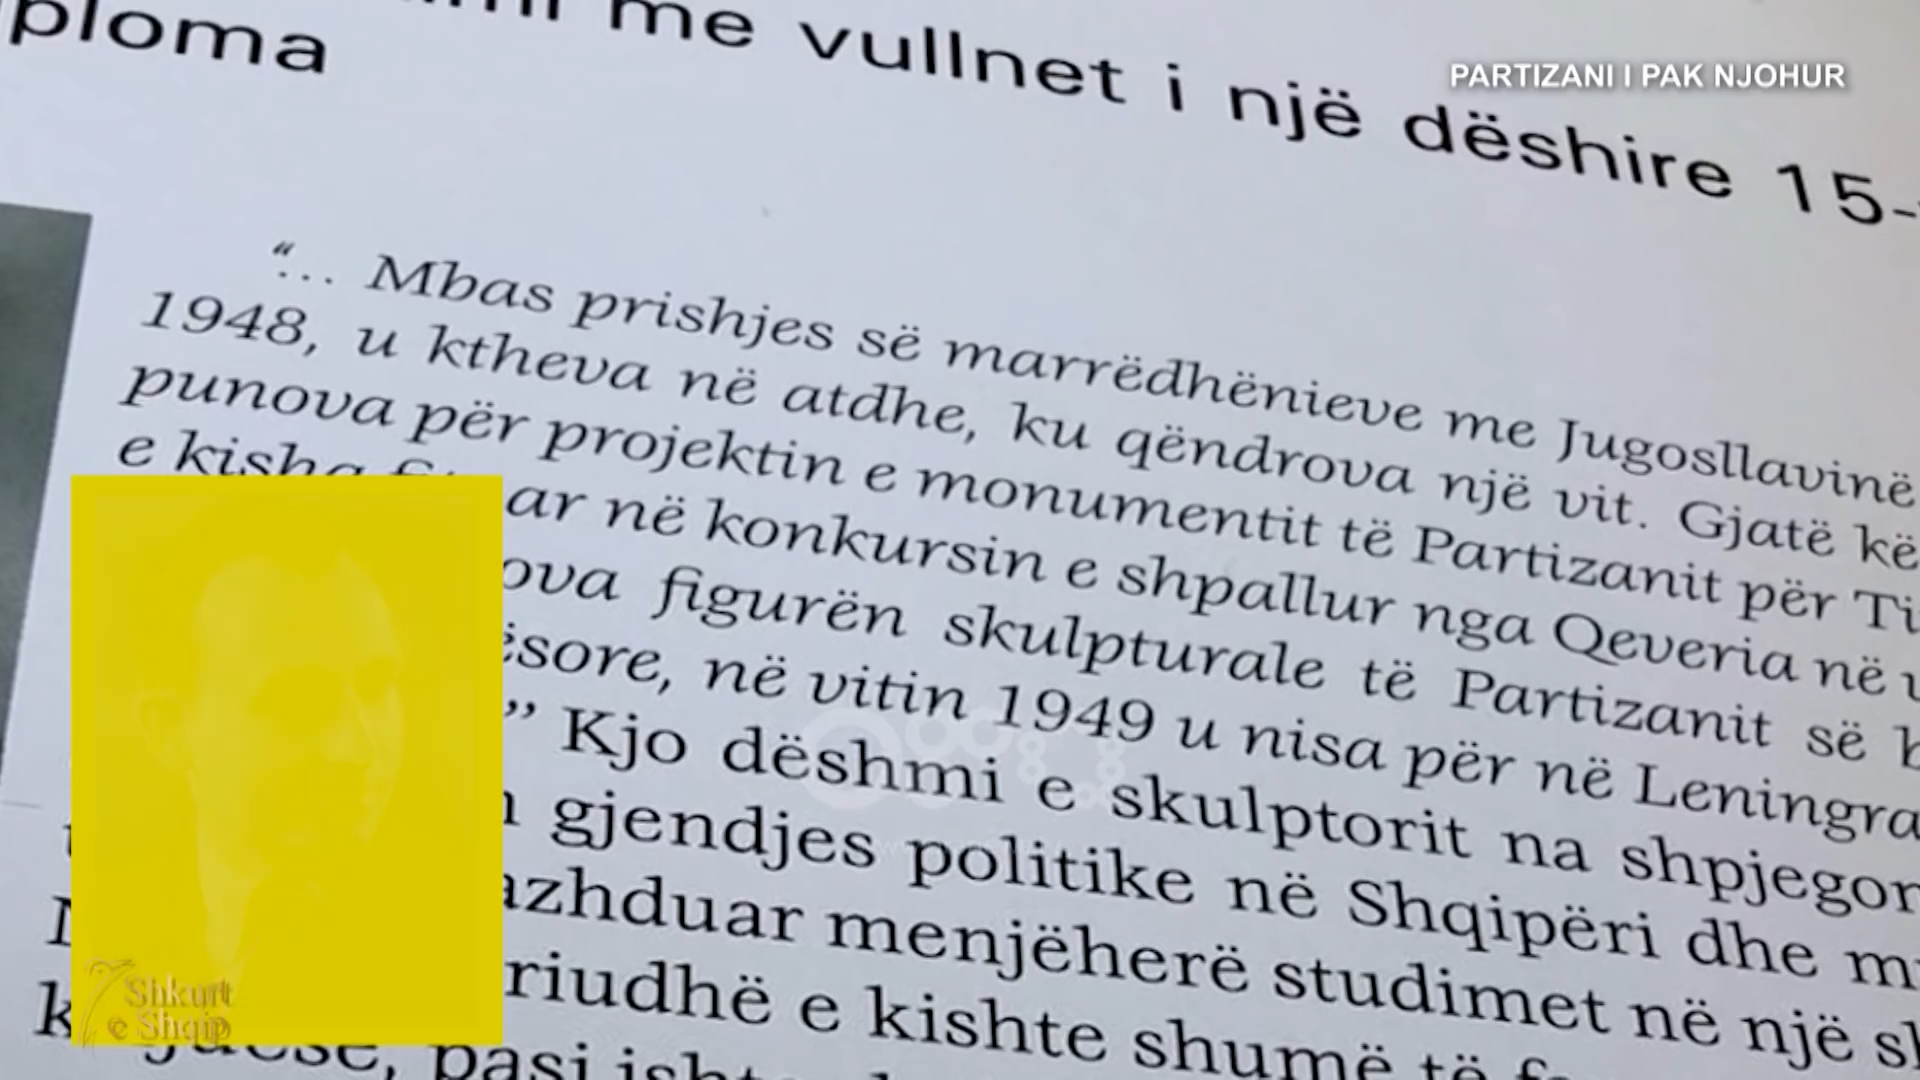 PARTIZANI I PAK NJOHUR
me vullnet i një dëshire 15-
ploma
“... Mbas prishjes së marrëdhënieve me Jugosllavinë
1948, u ktheva në atdhe, ku qëndrova një vit. Gjatë kë
punova për projektin e monumentit të Partizanit për Ti
e kisha ar në konkursin e shpallur nga Qeveria në v
ova figurën skulpturale të Partizanit së b
ësore, në vitin 1949 u nisa për në Leningra
” Kjo dëshmi e skulptorit na shpjegon
gjendjes politike në Shqipëri dhe m
azhduar menjëherë studimet në një s
riudhë e kishte shumë të
pasi
Shkurt
e Shqip